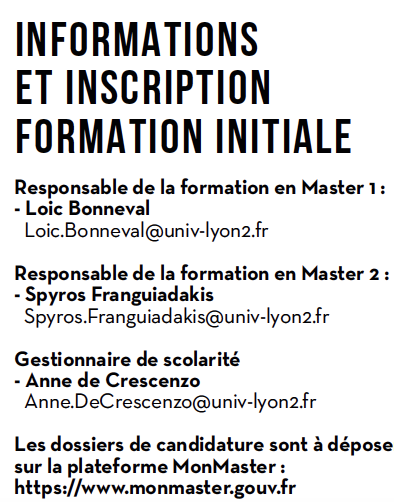 INFORMATIONS
ET INSCRIPTION
FORMATION INITIALE
Responsable de la formation en Master 1 :
- Loic Bonneval
Loic.Bonneval@univ-lyon2.fr
Responsable de la formation en Master 2 :
- Spyros Franguiadakis
Spyros.Franguiadakis@univ-lyon2.fr
Gestionnaire de scolarité
- Anne de Crescenzo
Anne.DeCrescenzo@univ-lyon2.fr
Les dossiers de candidature sont à dépose
sur la plateforme MonMaster :
https://www.monmaster.gouv.fr